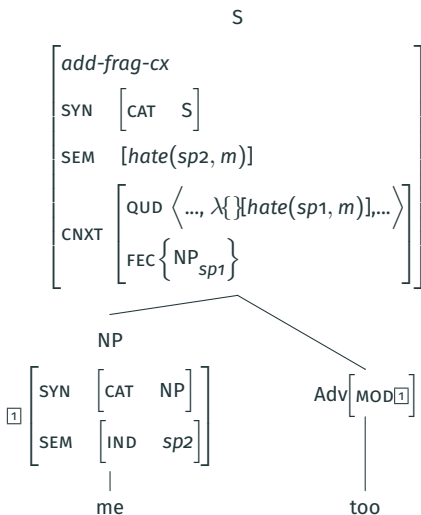 S
add-frag-cx
SYN [CAT S]
SEM [hate(sp2, m)]
CNXT [QUD ⟨..., λ{ }[hate(sp1, m)],...⟩
FEC {NP_sp1}]
NP
1 [SYN [CAT NP]
SEM [IND sp2]]
Adv[MOD 1]
me too